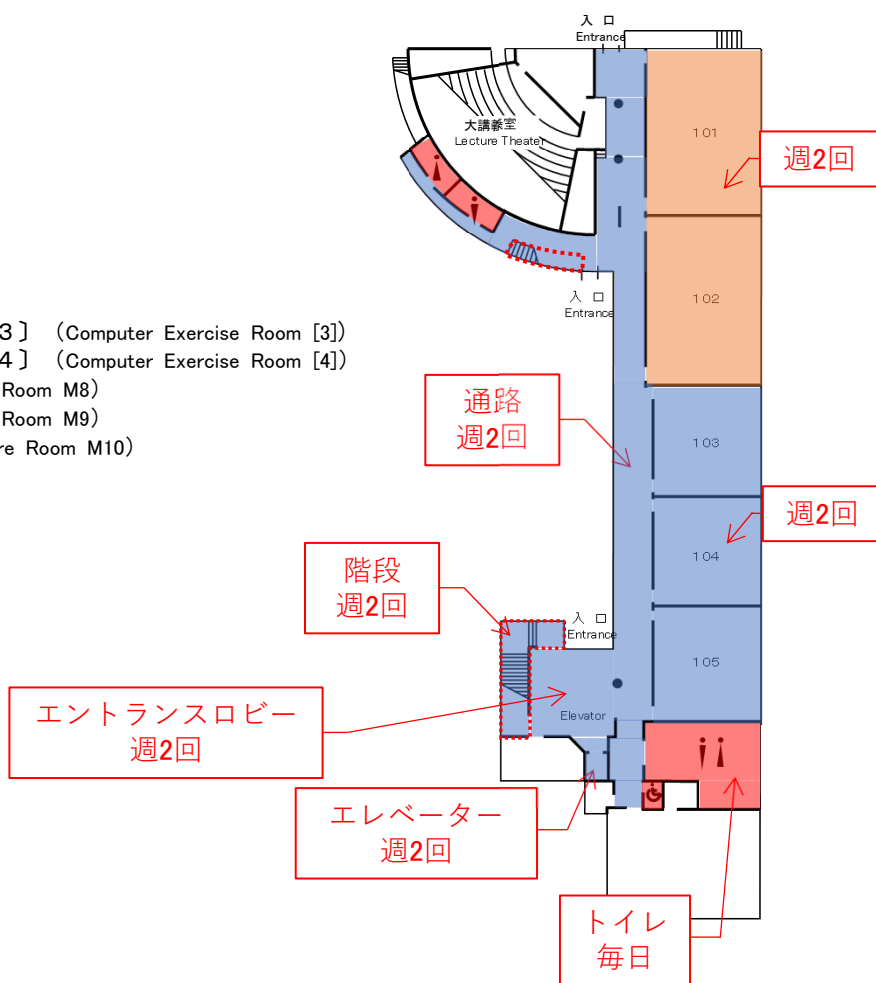 入 口
Entrance
大講義室
Lecture Theater
101
週2回
102
入 口
Entrance
3〕 (Computer Exercise Room [3])
4〕 (Computer Exercise Room [4])
Room M8)
Room M9)
re Room M10)
通路
週2回
103
週2回
104
階段
週2回
入 口
Entrance
105
エントランスロビー
週2回
Elevator
エレベーター
週2回
トイレ
毎日